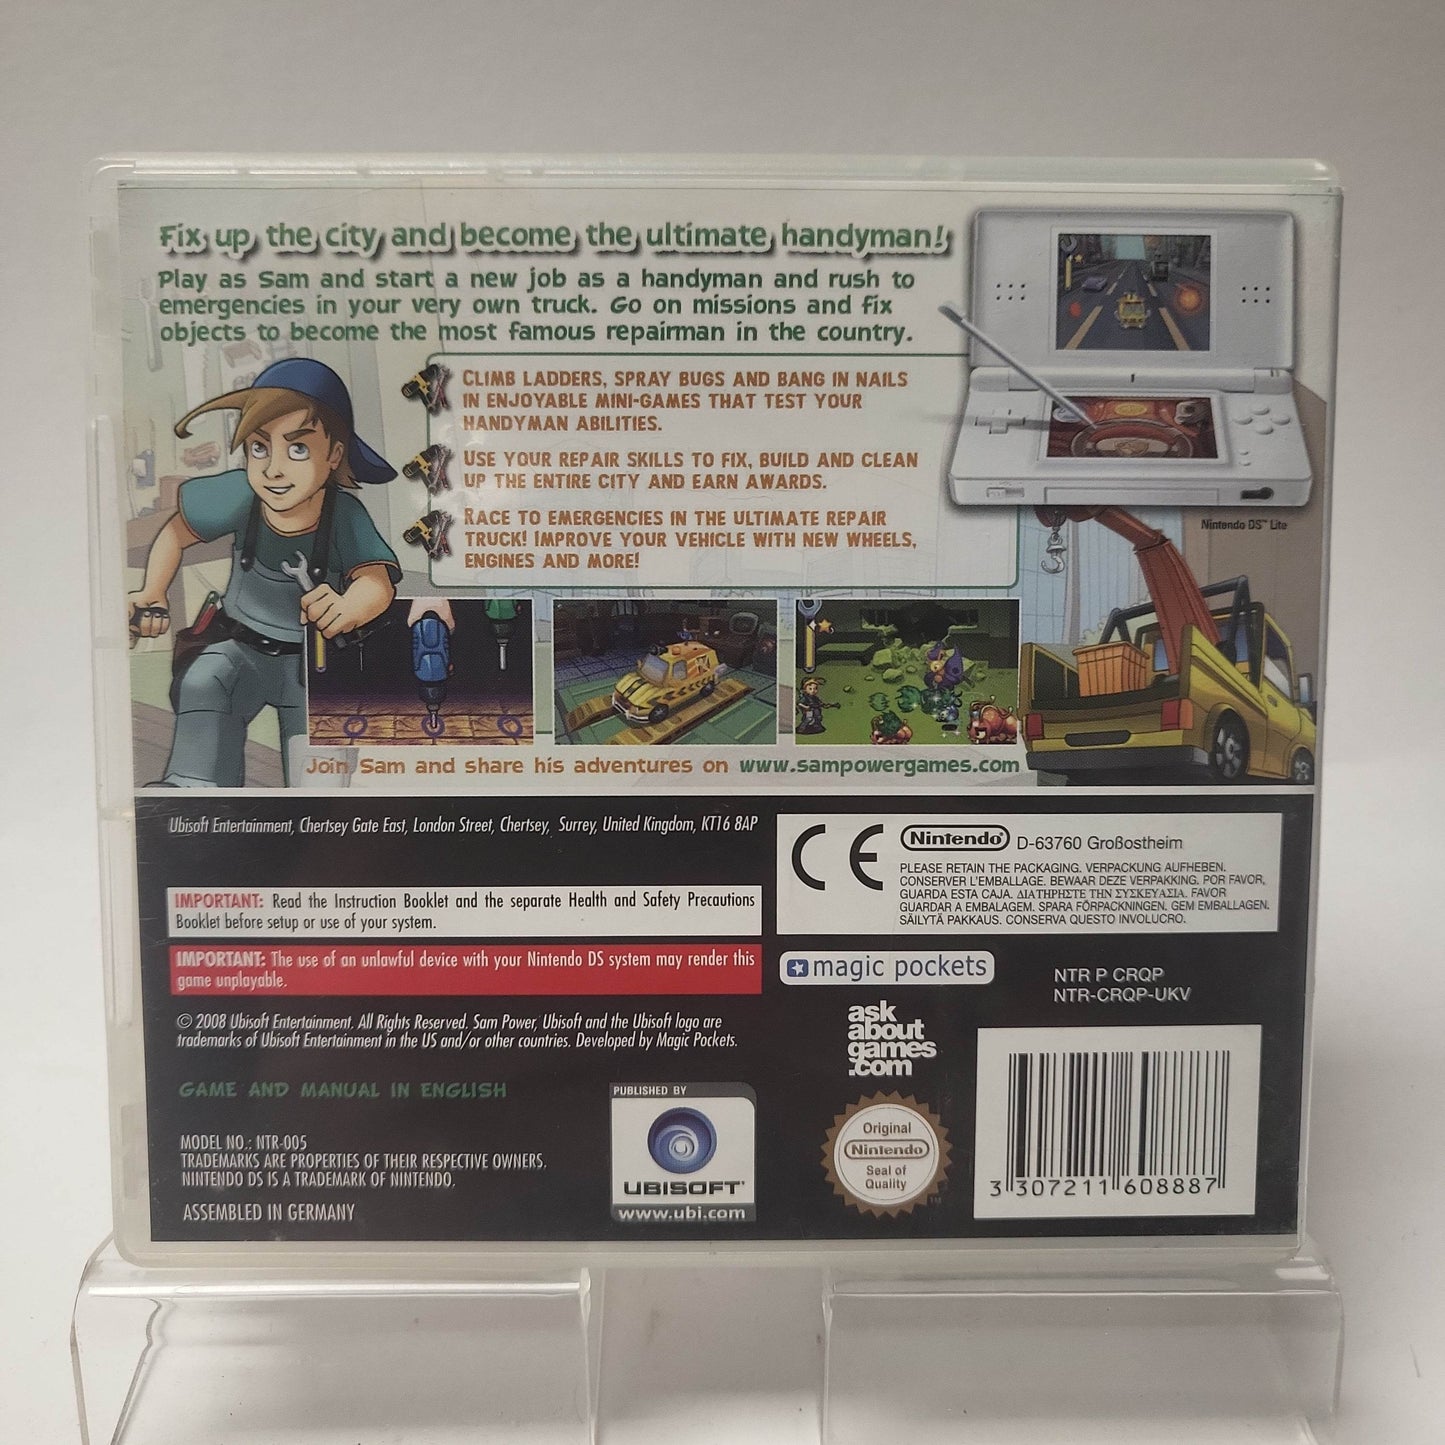 Fix up the city and become the ultimate handyman!
Play as Sam and start a new job as a handyman and rush to
emergencies in your very own truck. Go on missions and fix
objects to become the most famous repairman in the country.
CLIMB LADDERS, SPRAY BUGS AND BANG IN NAILS
IN ENJOYABLE MINI-GAMES THAT TEST YOUR
HANDYMAN ABILITIES.
USE YOUR REPAIR SKILLS TO FIX, BUILD AND CLEAN
UP THE ENTIRE CITY AND EARN AWARDS.
RACE TO EMERGENCIES IN THE ULTIMATE REPAIR
TRUCK! IMPROVE YOUR VEHICLE WITH NEW WHEELS,
ENGINES AND MORE!
Nintendo DS™ Lite
Join Sam and share his adventures on www.sampowergames.com
Ubisoft Entertainment, Chertsey Gate East, London Street, Chertsey, Surrey, United Kingdom, KT16 8AP
IMPORTANT: Read the Instruction Booklet and the separate Health and Safety Precautions
Booklet before setup or use of your system.
IMPORTANT: The use of an unlawful device with your Nintendo DS system may render this
game unplayable.
© 2008 Ubisoft Entertainment. All Rights Reserved. Sam Power, Ubisoft and the Ubisoft logo are
trademarks of Ubisoft Entertainment in the US and/or other countries. Developed by Magic Pockets.
GAME AND MANUAL IN ENGLISH
MODEL NO.: NTR-005
TRADEMARKS ARE PROPERTIES OF THEIR RESPECTIVE OWNERS.
NINTENDO DS IS A TRADEMARK OF NINTENDO.
ASSEMBLED IN GERMANY
PUBLISHED BY
UBISOFT
www.ubi.com
CE
Nintendo® D-63760 Großostheim
PLEASE RETAIN THE PACKAGING. VERPACKUNG AUFHEBEN.
CONSERVER L'EMBALLAGE. BEWAAR DEZE VERPAKKING. POR FAVOR,
GUARDA ESTA CAJA. ΔΙΑΤΗΡΗΣΤΕ ΤΗΝ ΣΥΣΚΕΥΑΣΙΑ. FAVOR
GUARDAR A EMBALAGEM. SPARA FÖRPACKNINGEN. GEM EMBALLAGEN.
SÄILYTÄ PAKKAUS. CONSERVA QUESTO INVOLUCRO.
magic pockets
NTR P CRQP
NTR-CRQP-UKV
ask
about
games
.com
Original
Nintendo
Seal of
Quality
3 307211 608887